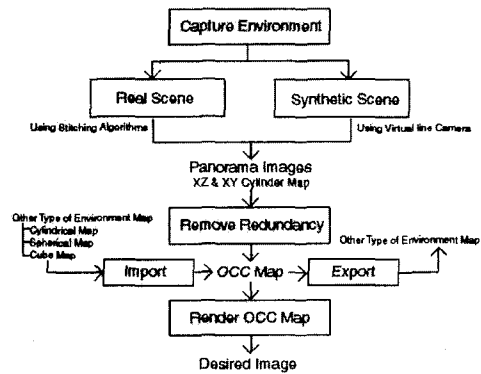 Capture Environment
Real Scene
Synthetic Scene
Using Stitching Algorithms
Using Virtual line Camera
Panorama Images
XZ & XY Cylinder Map
Other Type of Environment Map
Cylindrical Map
Spherical Map
Cube Map
Remove Redundancy
Other Type of Environment Map
Import
OCC Map
Export
Render OCC Map
Desired Image